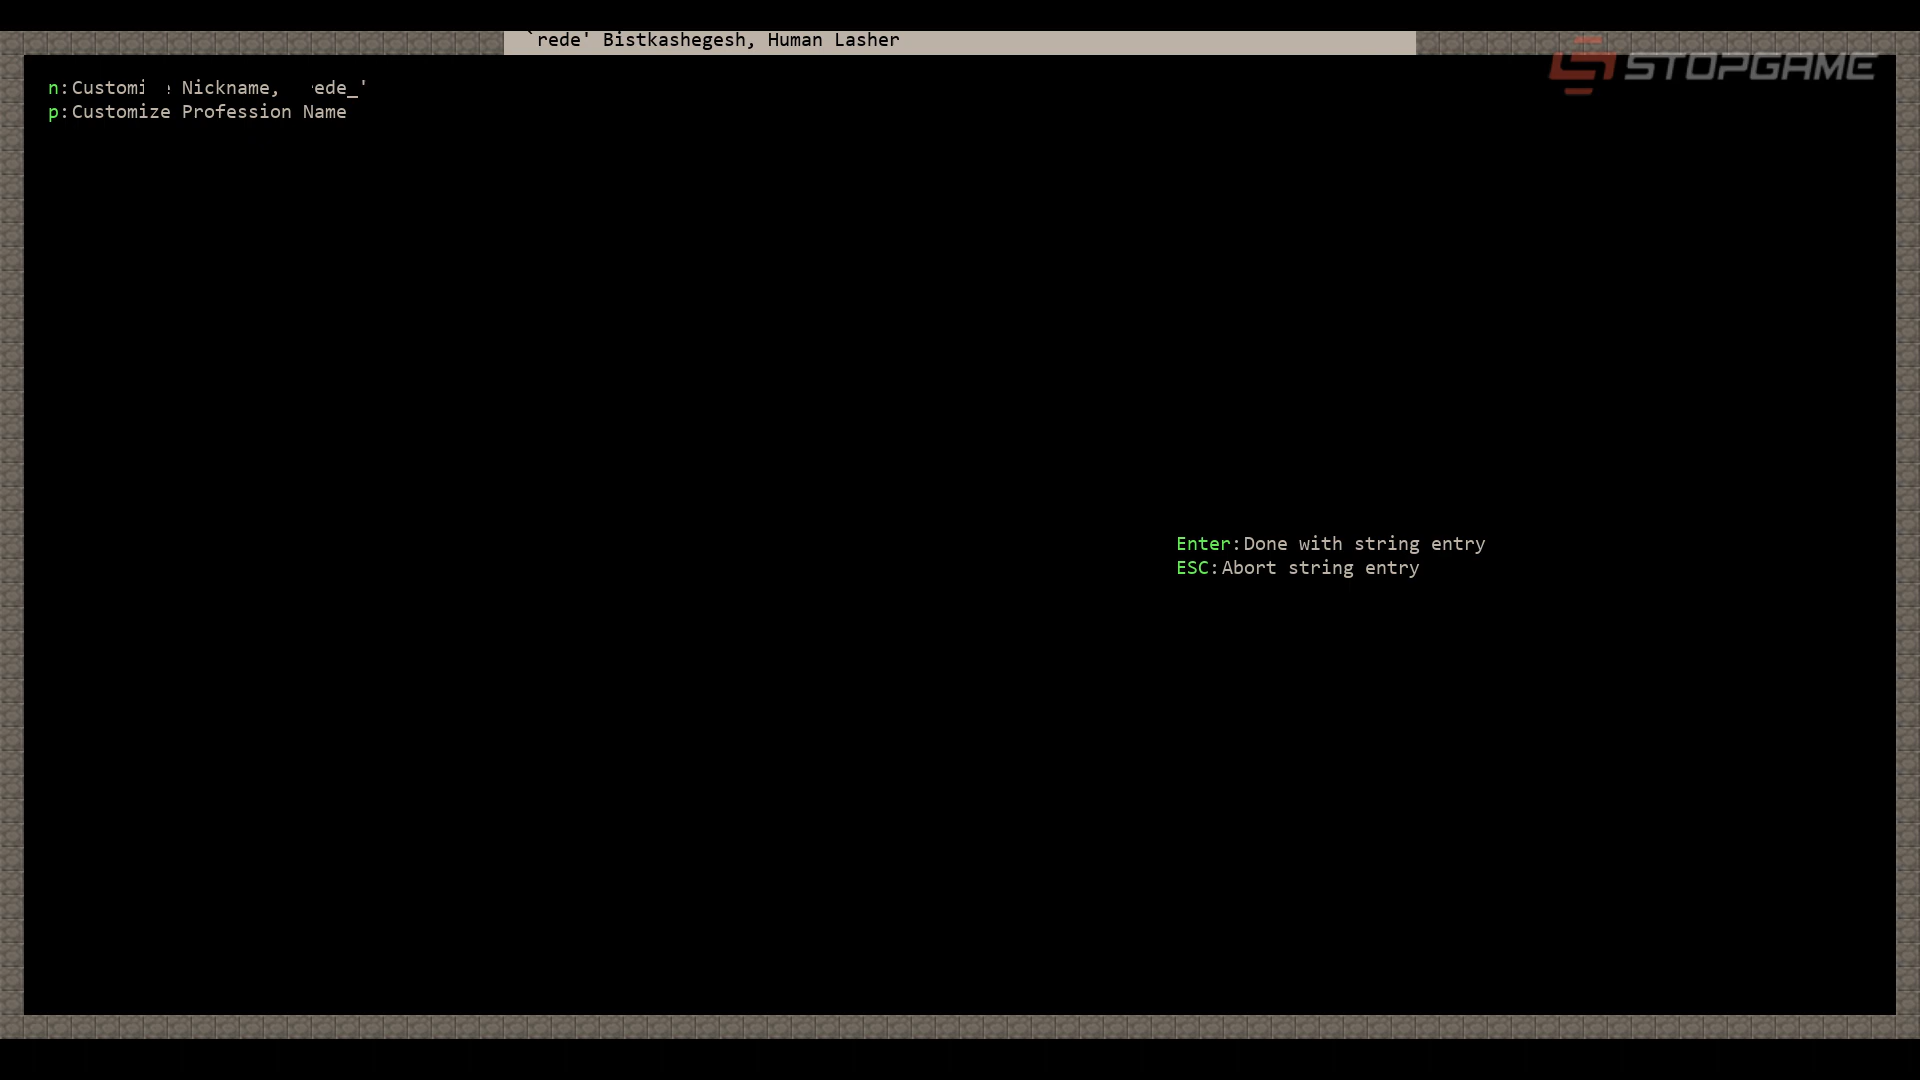 `rede' Bistkashegesh, Human Lasher
STOPGAME
n:Customi e Nickname, ede_'
p:Customize Profession Name
Enter:Done with string entry
ESC:Abort string entry